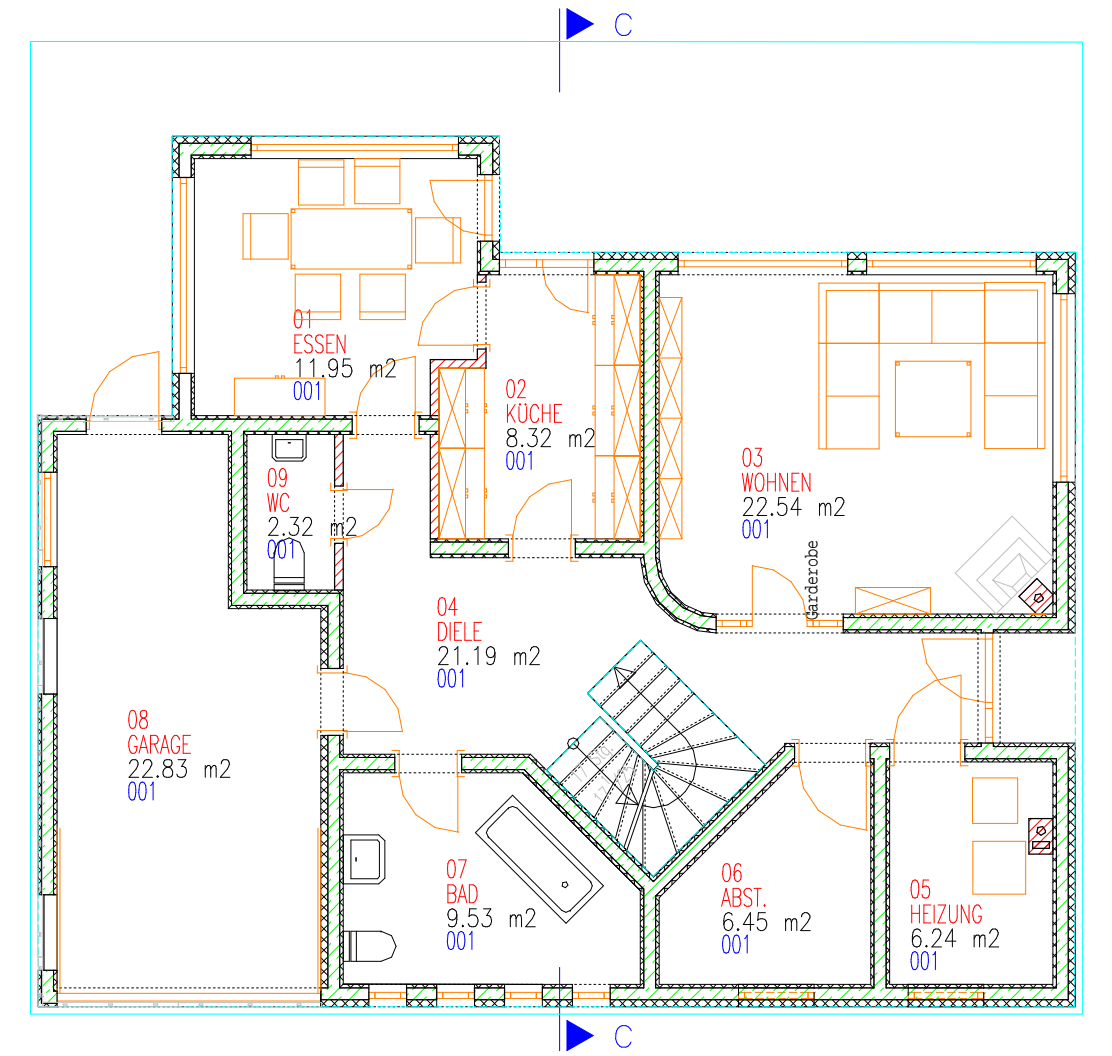 C
01
ESSEN
11.95 m2
001
02
KÜCHE
8.32 m2
001
03
WOHNEN
22.54 m2
001
09
WC
2.32 m2
001
Garderobe
04
DIELE
21.19 m2
001
08
GARAGE
22.83 m2
001
07
BAD
9.53 m2
001
06
ABST.
6.45 m2
001
05
HEIZUNG
6.24 m2
001
C